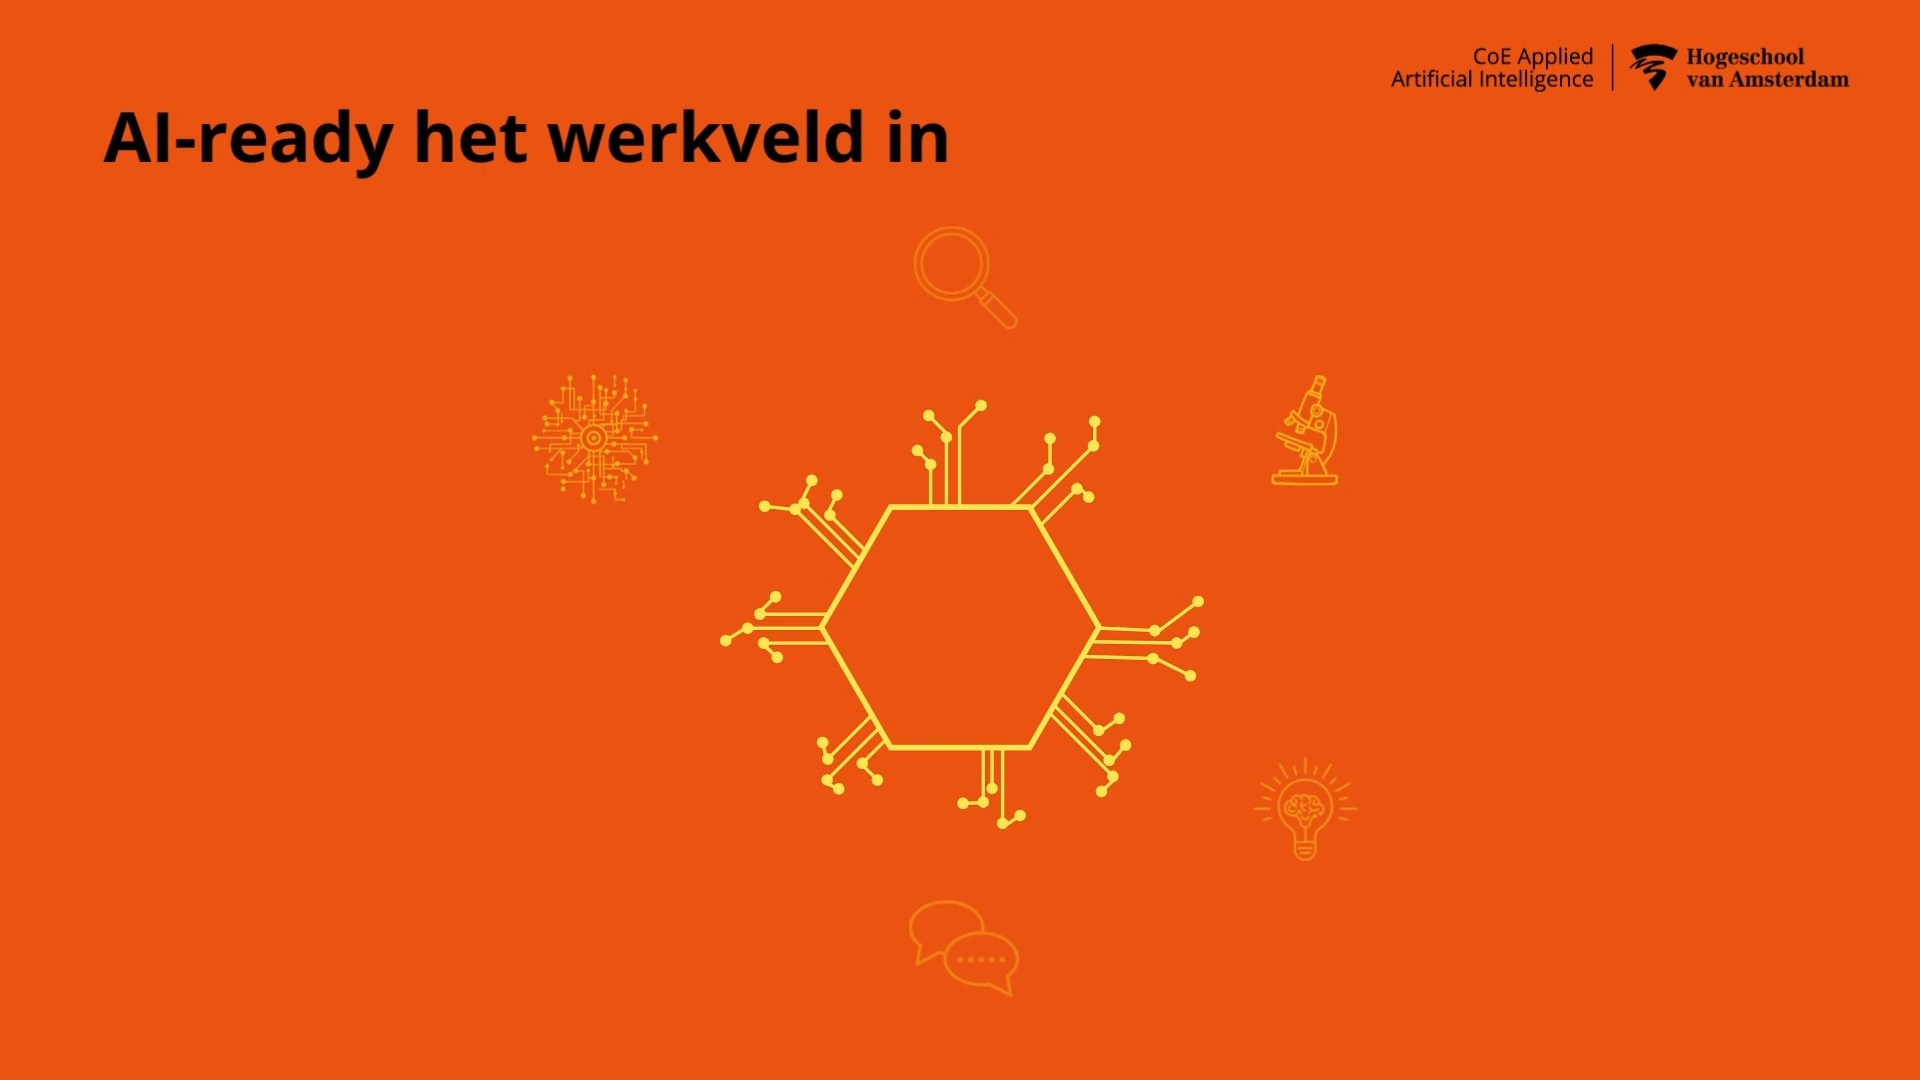 CoE Applied
Artificial Intelligence
Hogeschool
van Amsterdam
AI-ready het werkveld in